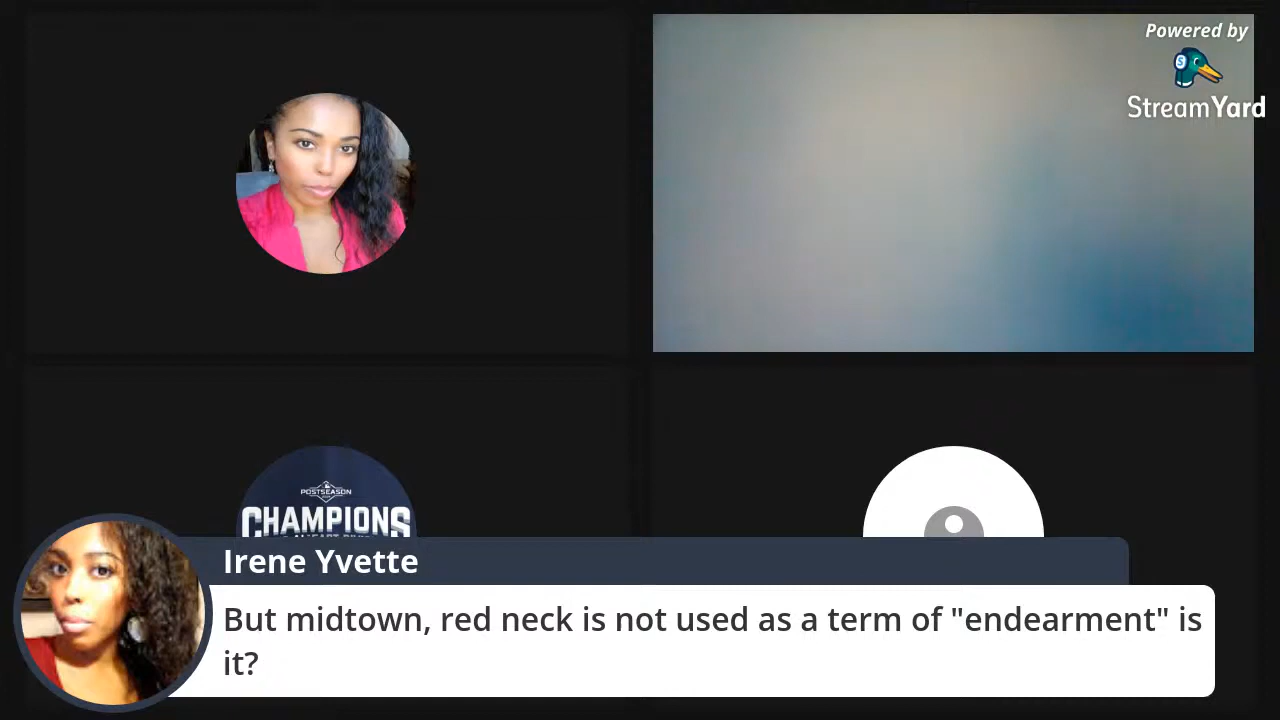 Powered by
StreamYard
POSTSEASON
CHAMPIONS
Irene Yvette
But midtown, red neck is not used as a term of "endearment" is
it?